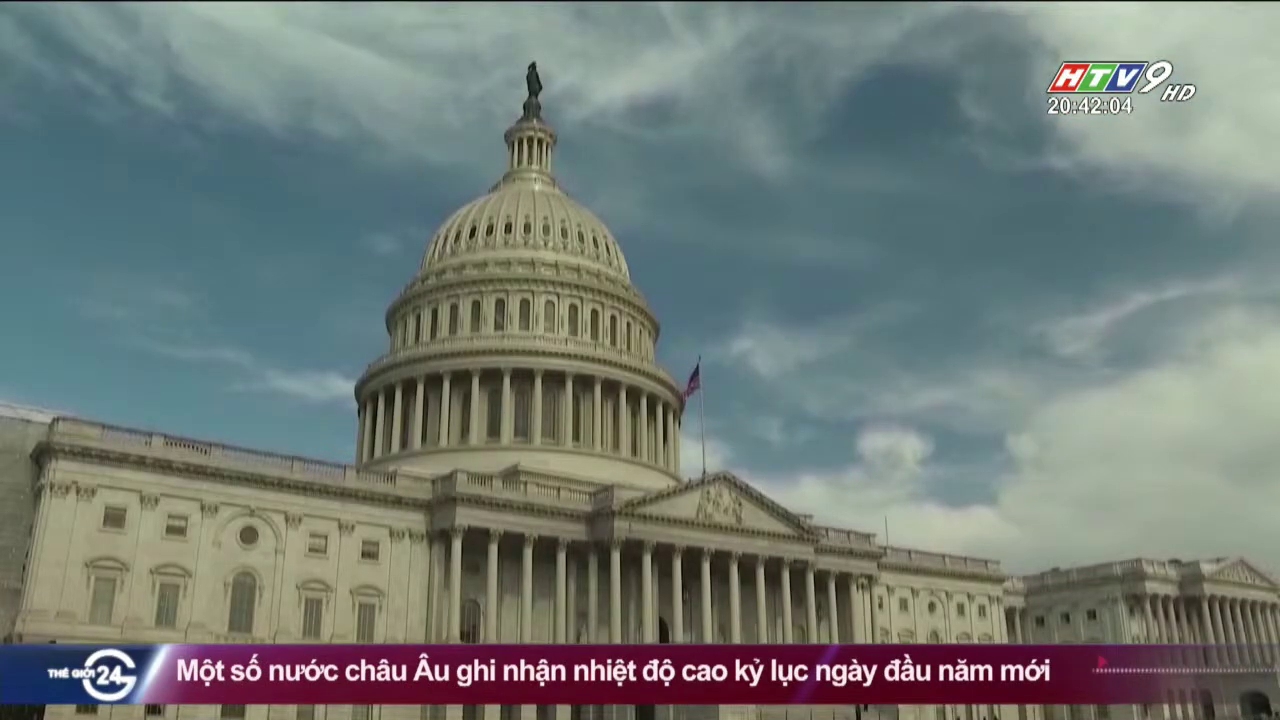 HTV9 HD
20:42:04
THẾ GIỚI 24G
Một số nước châu Âu ghi nhận nhiệt độ cao kỷ lục ngày đầu năm mới